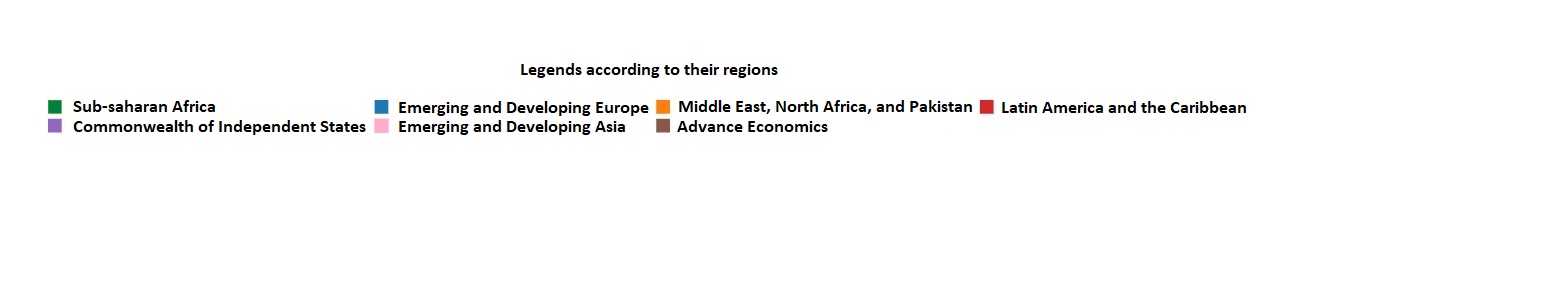 Legends according to their regions
Sub-saharan Africa Emerging and Developing Europe Middle East, North Africa, and Pakistan Latin America and the Caribbean
Commonwealth of Independent States Emerging and Developing Asia Advance Economics